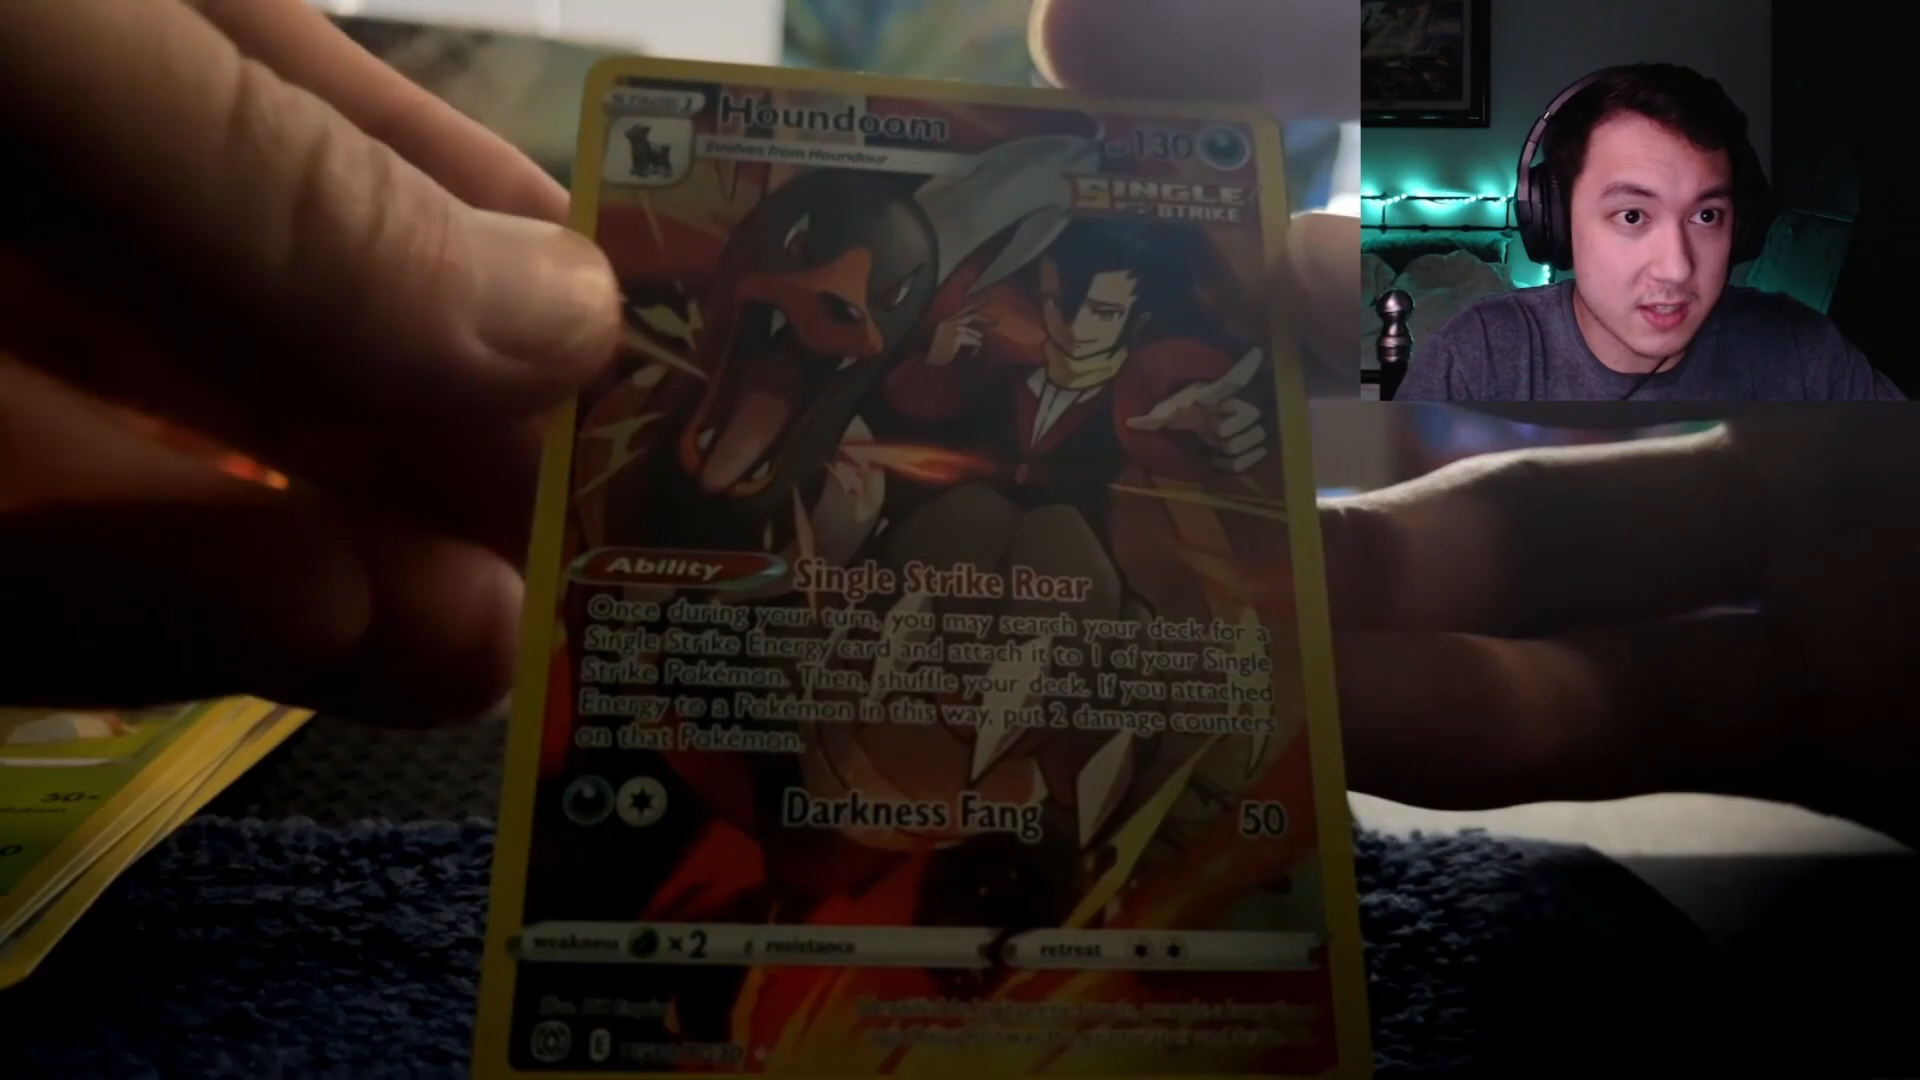 STAGE 1
Houndoom
130
Evolves from Houndour
SINGLE
STRIKE
Ability Single Strike Roar
Once during your turn, you may search your deck for a
Single Strike Energy card and attach it to 1 of your Single
Strike Pokémon. Then, shuffle your deck. If you attached
Energy to a Pokémon in this way, put 2 damage counters
on that Pokémon.
Darkness Fang 50
weakness ×2 resistance retreat
E
50×